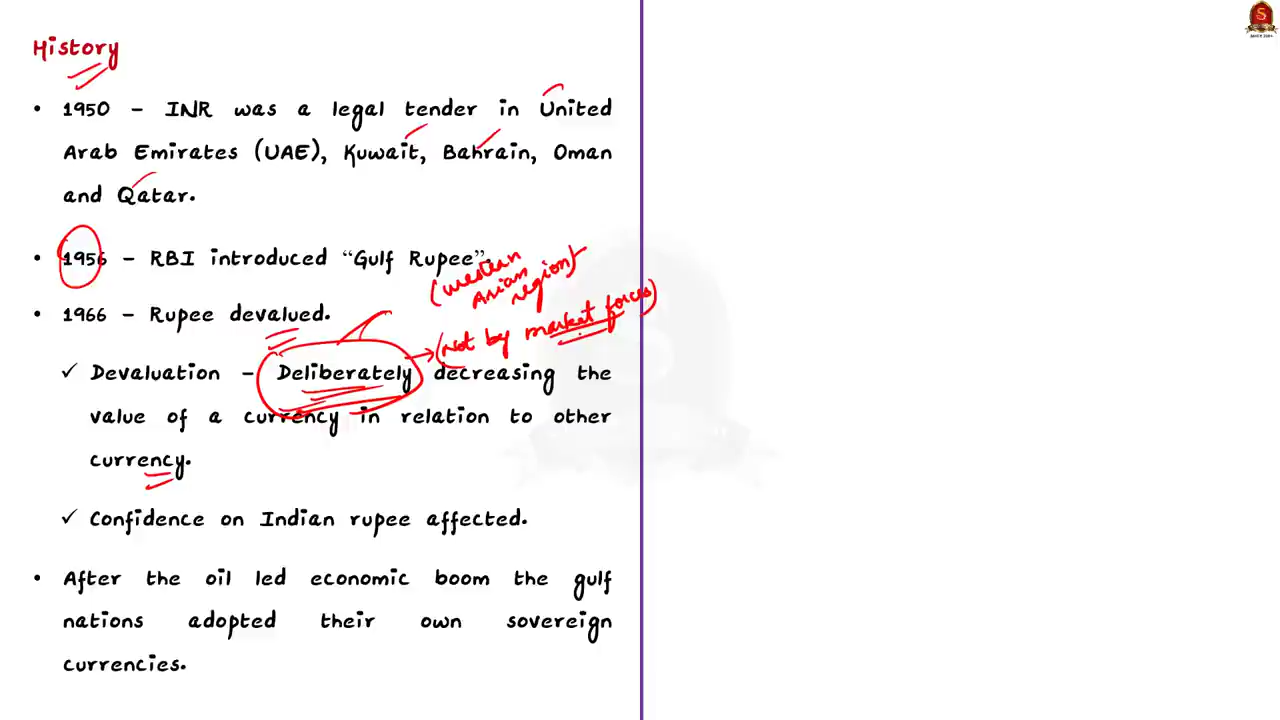 History
• 1950 – INR was a legal tender in United
Arab Emirates (UAE), Kuwait, Bahrain, Oman
and Qatar.
• 1956 – RBI introduced “Gulf Rupee”.
(western
Asian
region)
• 1966 – Rupee devalued.
(not by market forces)
✓ Devaluation – Deliberately decreasing the
value of a currency in relation to other
currency.
✓ Confidence on Indian rupee affected.
• After the oil led economic boom the gulf
nations adopted their own sovereign
currencies.